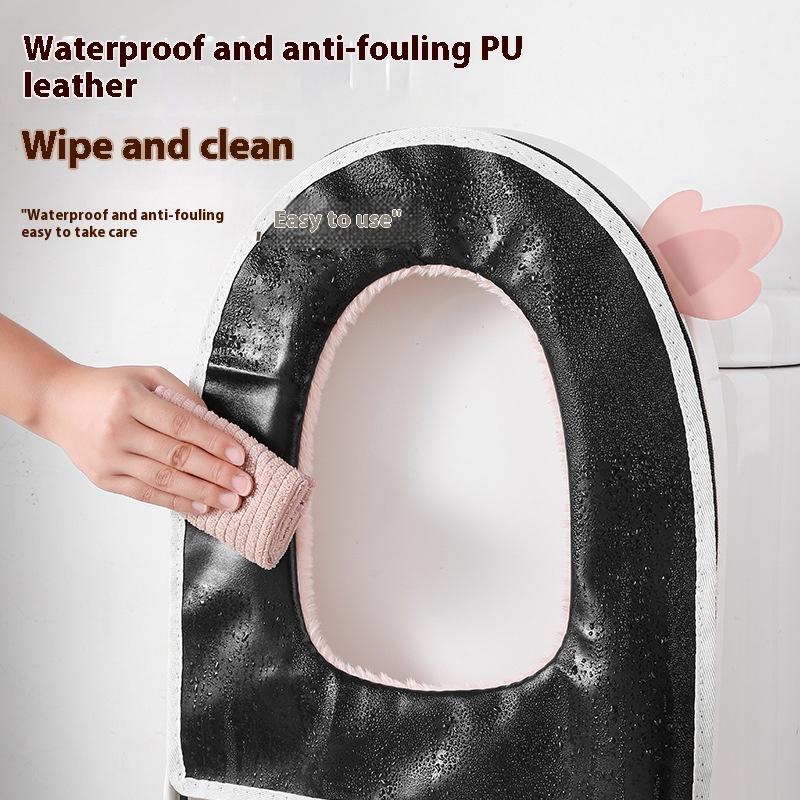 Waterproof and anti-fouling PU
leather
Wipe and clean
"Waterproof and anti-fouling
easy to take care
, Easy to use"